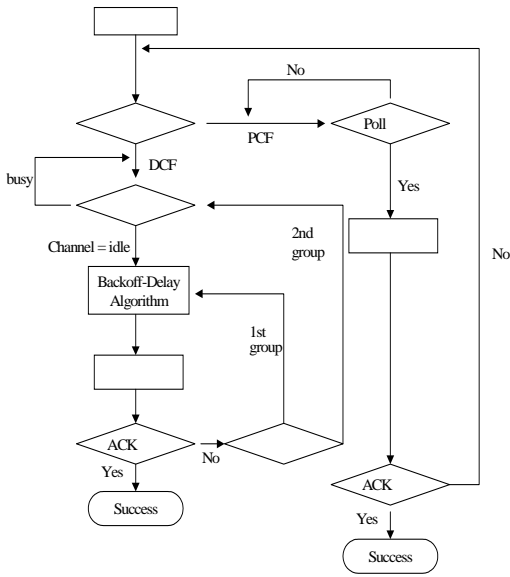 No
Poll
PCF
DCF
busy
Yes
2nd
group
Channel = idle
No
Backoff-Delay
Algorithm
1st
group
ACK
No
Yes
ACK
Success
Yes
Success